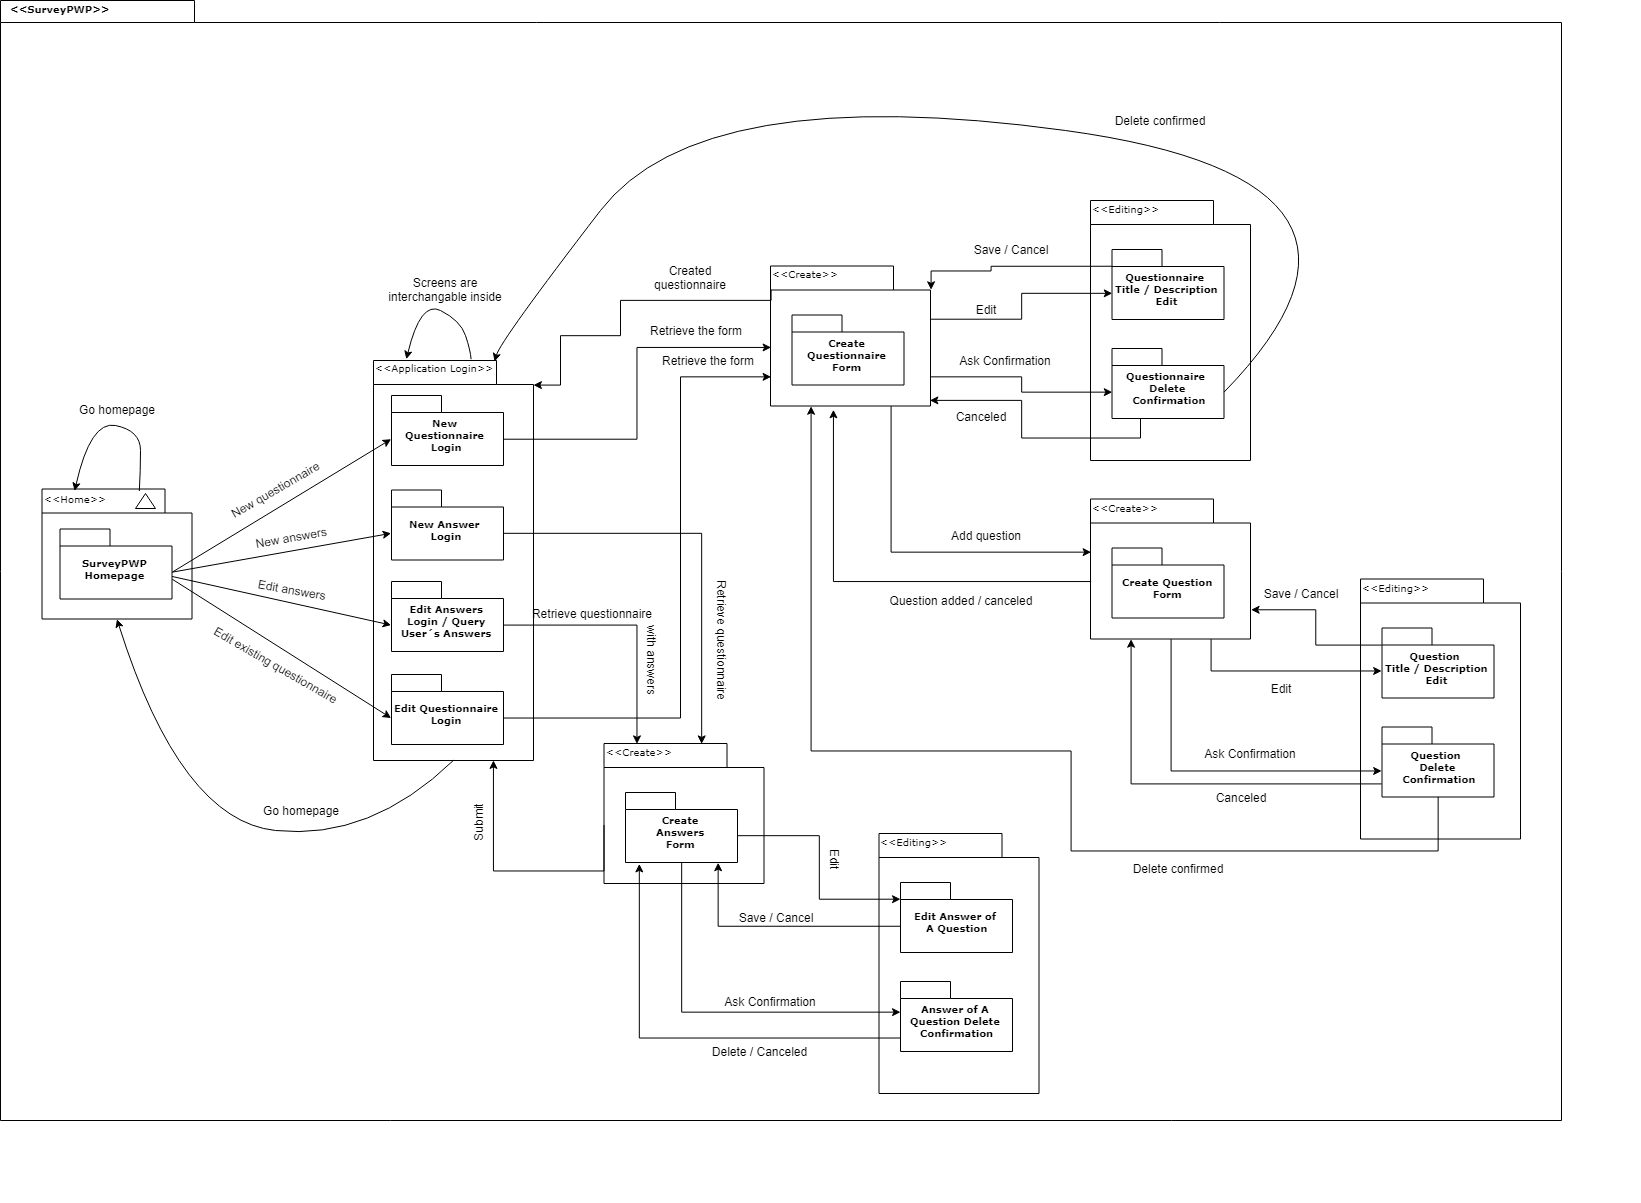 <<SurveyPWP>>
Delete confirmed
<<Editing>>
Save / Cancel
Questionnaire
Title / Description
Edit
Edit
Ask Confirmation
Questionnaire
Delete
Confirmation
Canceled
Created
questionnaire
<<Create>>
Create
Questionnaire
Form
Retrieve the form
Retrieve the form
Screens are
interchangable inside
<<Application Login>>
New
Questionnaire
Login
New Answer
Login
Edit Answers
Login / Query
User´s Answers
Edit Questionnaire
Login
Go homepage
<<Home>>
SurveyPWP
Homepage
New questionnaire
New answers
Edit answers
Edit existing questionnaire
Go homepage
Retrieve questionnaire
with answers
Retrieve questionnaire
Add question
Question added / canceled
<<Create>>
Create Question
Form
Save / Cancel
<<Editing>>
Question
Title / Description
Edit
Edit
Ask Confirmation
Question
Delete
Confirmation
Canceled
Delete confirmed
Submit
<<Create>>
Create
Answers
Form
Edit
<<Editing>>
Edit Answer of
A Question
Save / Cancel
Ask Confirmation
Answer of A
Question Delete
Confirmation
Delete / Canceled